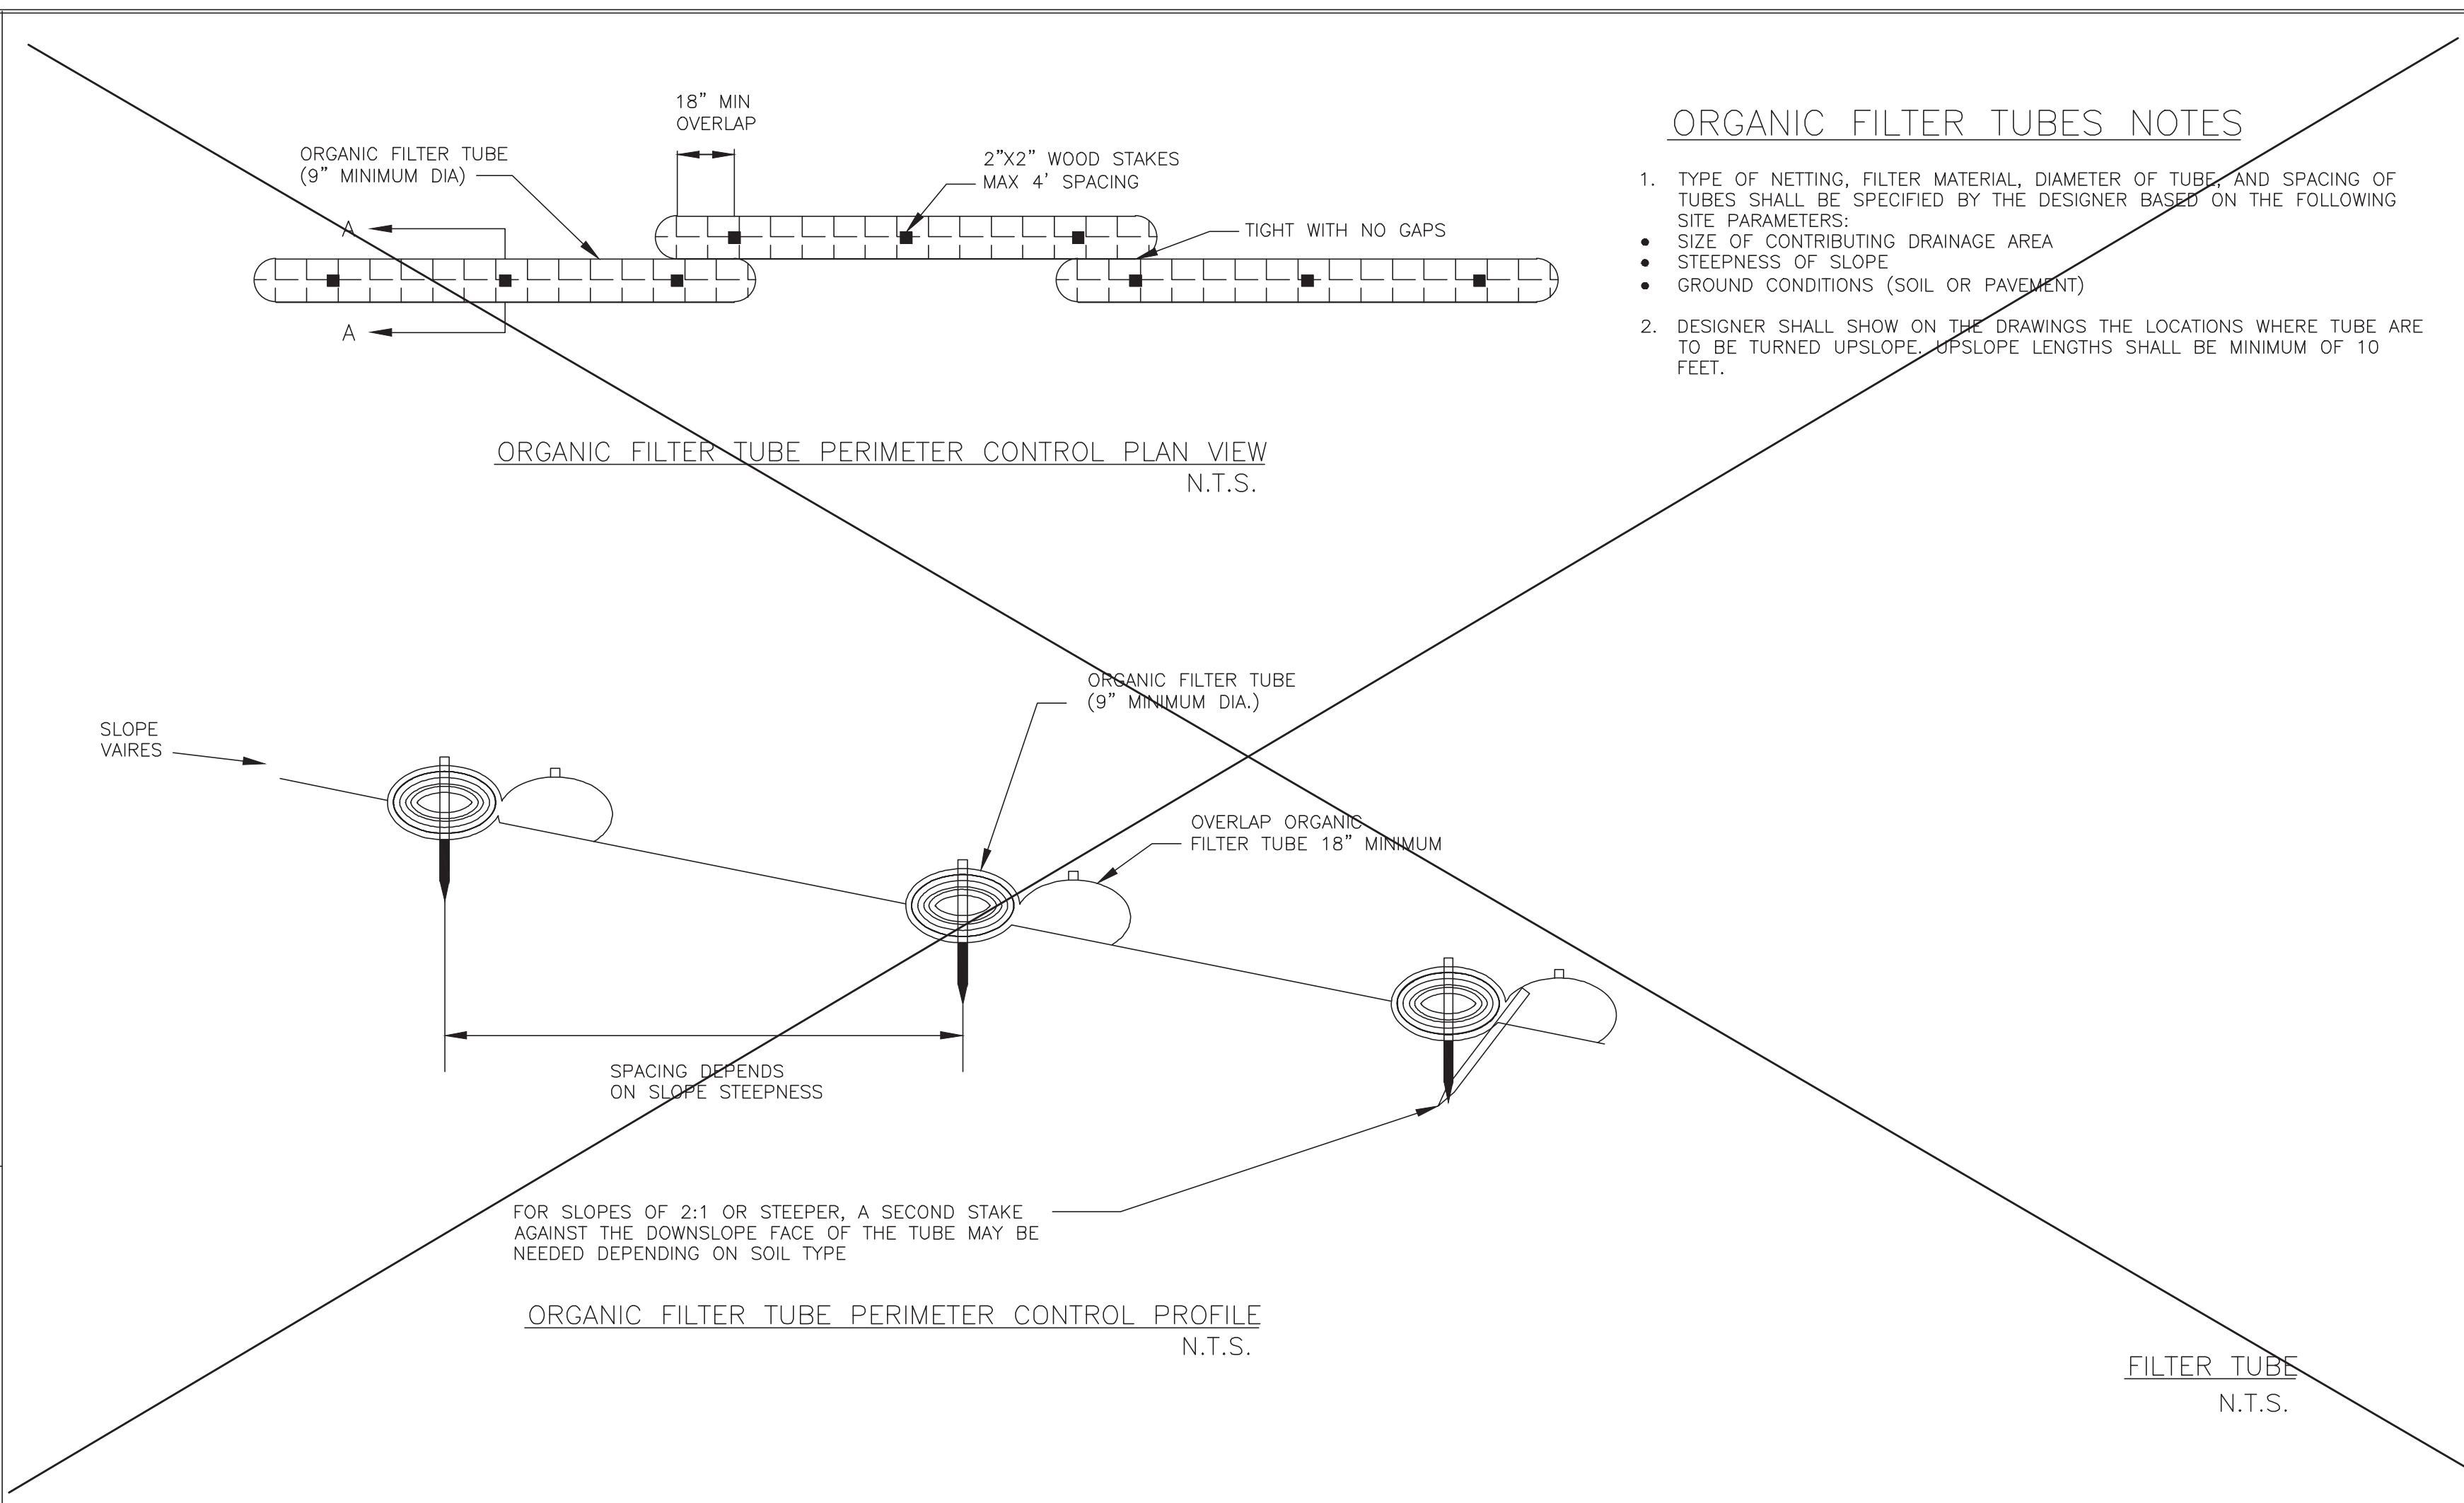 18” MIN
OVERLAP
ORGANIC FILTER TUBE
(9” MINIMUM DIA)
2”X2” WOOD STAKES
MAX 4' SPACING
TIGHT WITH NO GAPS
A
A
ORGANIC FILTER TUBE PERIMETER CONTROL PLAN VIEW
N.T.S.
ORGANIC FILTER TUBES NOTES
1. TYPE OF NETTING, FILTER MATERIAL, DIAMETER OF TUBE, AND SPACING OF
TUBES SHALL BE SPECIFIED BY THE DESIGNER BASED ON THE FOLLOWING
SITE PARAMETERS:
• SIZE OF CONTRIBUTING DRAINAGE AREA
• STEEPNESS OF SLOPE
• GROUND CONDITIONS (SOIL OR PAVEMENT)
2. DESIGNER SHALL SHOW ON THE DRAWINGS THE LOCATIONS WHERE TUBE ARE
TO BE TURNED UPSLOPE. UPSLOPE LENGTHS SHALL BE MINIMUM OF 10
FEET.
SLOPE
VAIRES
ORGANIC FILTER TUBE
(9” MINIMUM DIA.)
OVERLAP ORGANIC
FILTER TUBE 18” MINIMUM
SPACING DEPENDS
ON SLOPE STEEPNESS
FOR SLOPES OF 2:1 OR STEEPER, A SECOND STAKE
AGAINST THE DOWNSLOPE FACE OF THE TUBE MAY BE
NEEDED DEPENDING ON SOIL TYPE
ORGANIC FILTER TUBE PERIMETER CONTROL PROFILE
N.T.S.
FILTER TUBE
N.T.S.